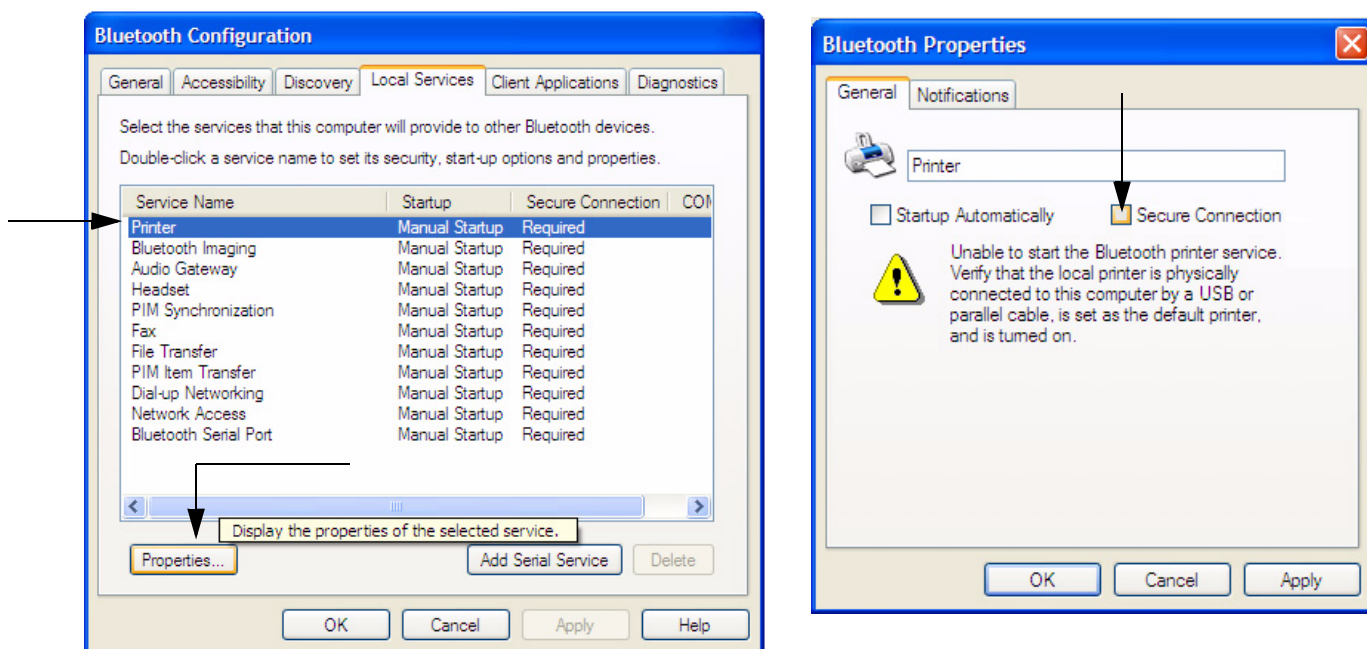 Bluetooth Configuration
General Accessibility Discovery Local Services Client Applications Diagnostics
Select the services that this computer will provide to other Bluetooth devices.
Double-click a service name to set its security, start-up options and properties.
Service Name Startup Secure Connection
Printer Manual Startup Required
Bluetooth Imaging Manual Startup Required
Audio Gateway Manual Startup Required
Headset Manual Startup Required
PIM Synchronization Manual Startup Required
Fax Manual Startup Required
File Transfer Manual Startup Required
PIM Item Transfer Manual Startup Required
Dial-up Networking Manual Startup Required
Network Access Manual Startup Required
Bluetooth Serial Port Manual Startup Required
Display the properties of the selected service.
Properties... Add Serial Service Delete
OK Cancel Apply Help
Bluetooth Properties
General Notifications
Printer
Startup Automatically Secure Connection
Unable to start the Bluetooth printer service.
Verify that the local printer is physically
connected to this computer by a USB or
parallel cable, is set as the default printer,
and is turned on.
OK Cancel Apply